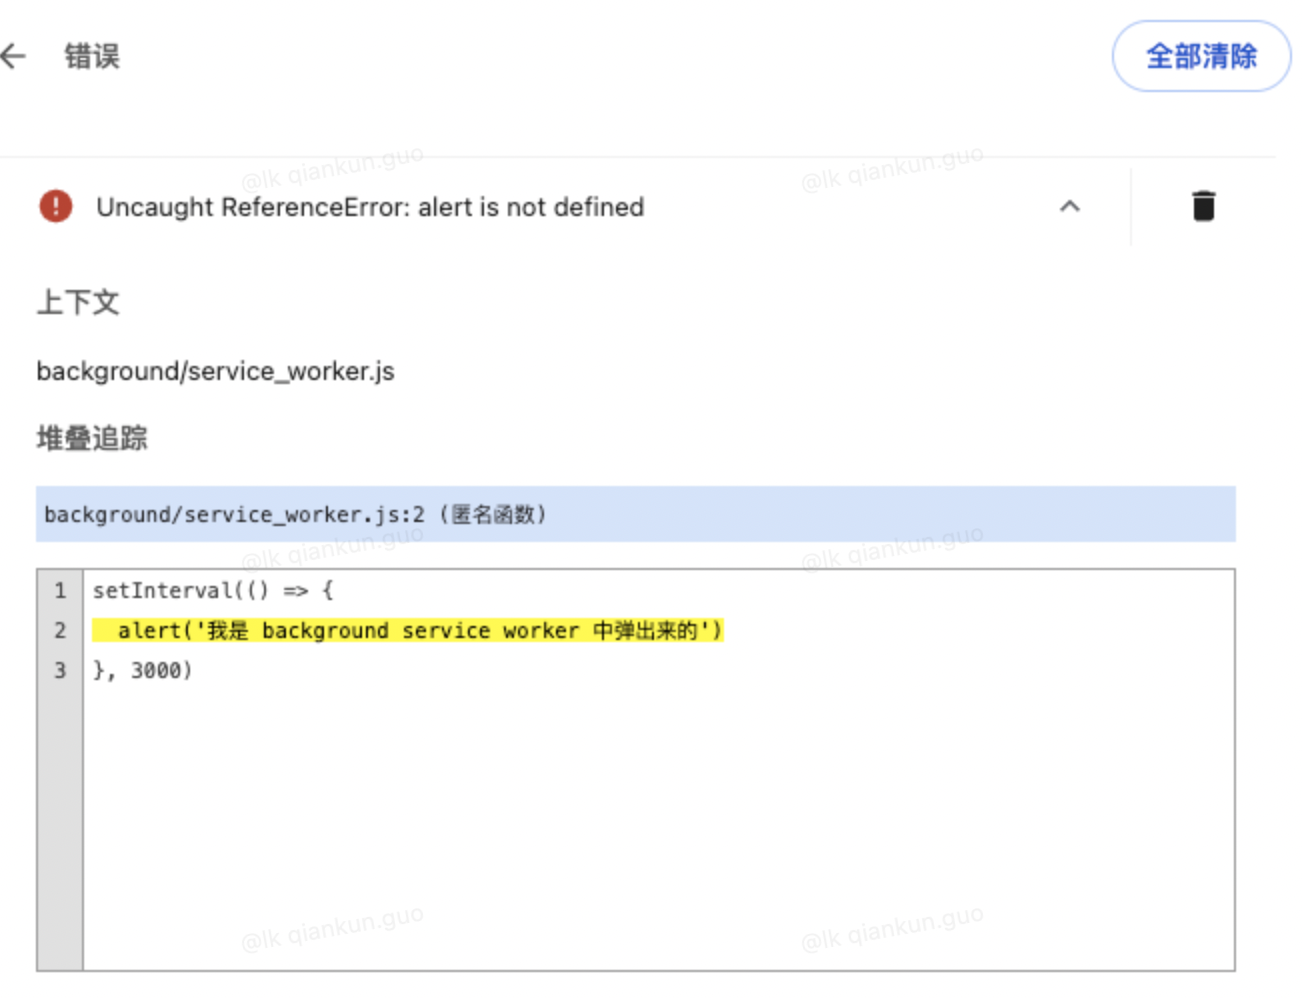 错误
全部清除
@lk qiankun.guo @lk qiankun.guo
Uncaught ReferenceError: alert is not defined
上下文
background/service_worker.js
堆叠追踪
background/service_worker.js:2 (匿名函数)
@lk qiankun.guo @lk qiankun.guo
1 setInterval(() => {
2   alert('我是 background service worker 中弹出来的')
3 }, 3000)
@lk qiankun.guo @lk qiankun.guo